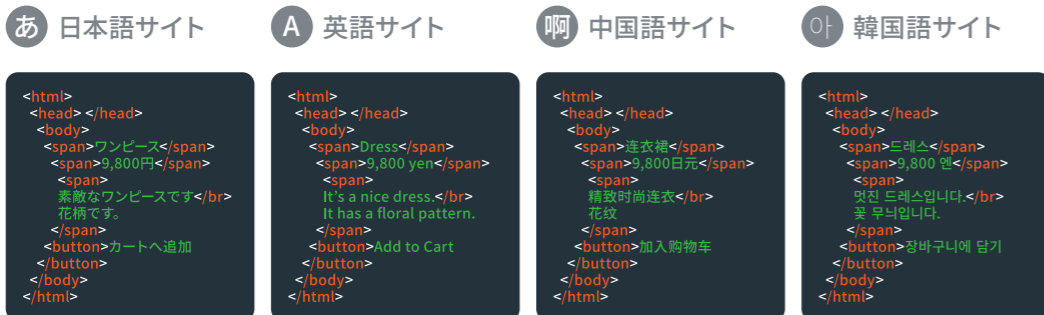 あ 日本語サイト
<html>
<head> </head>
<body>
<span>ワンピース</span>
<span>9,800円</span>
<span>
素敵なワンピースです</br>
花柄です。
</span>
<button>カートへ追加
</button>
</body>
</html>
A 英語サイト
<html>
<head> </head>
<body>
<span>Dress</span>
<span>9,800 yen</span>
<span>
It's a nice dress.</br>
It has a floral pattern.
</span>
<button>Add to Cart
</button>
</body>
</html>
啊 中国語サイト
<html>
<head> </head>
<body>
<span>连衣裙</span>
<span>9,800日元</span>
<span>
精致时尚连衣</br>
花纹
</span>
<button>加入购物车
</button>
</body>
</html>
아 韓国語サイト
<html>
<head> </head>
<body>
<span>드레스</span>
<span>9,800 엔</span>
<span>
멋진 드레스입니다.</br>
꽃 무늬입니다.
</span>
<button>장바구니에 담기
</button>
</body>
</html>